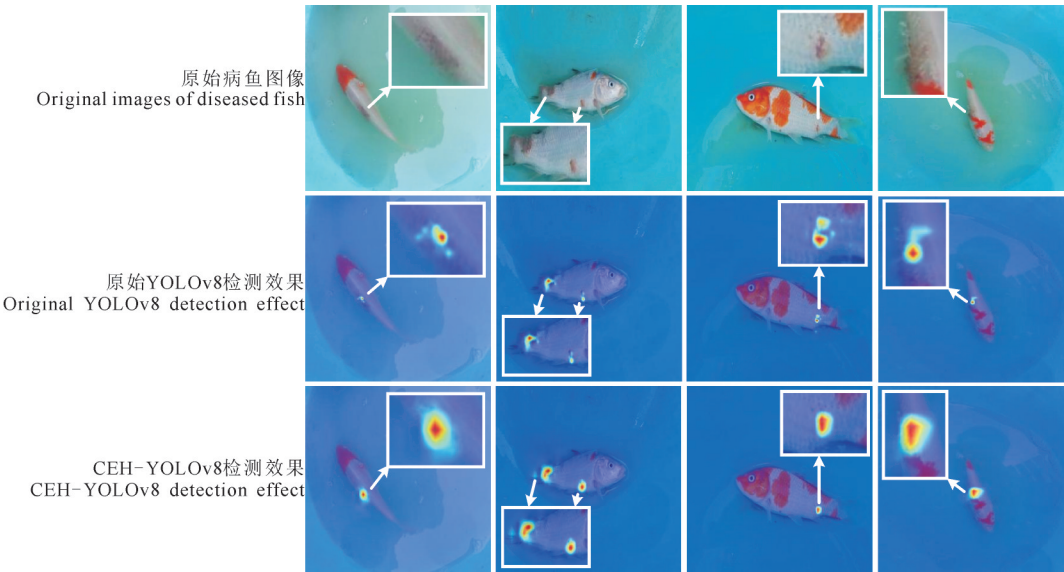 原始病鱼图像
Original images of diseased fish
原始YOLOv8检测效果
Original YOLOv8 detection effect
CEH-YOLOv8检测效果
CEH-YOLOv8 detection effect